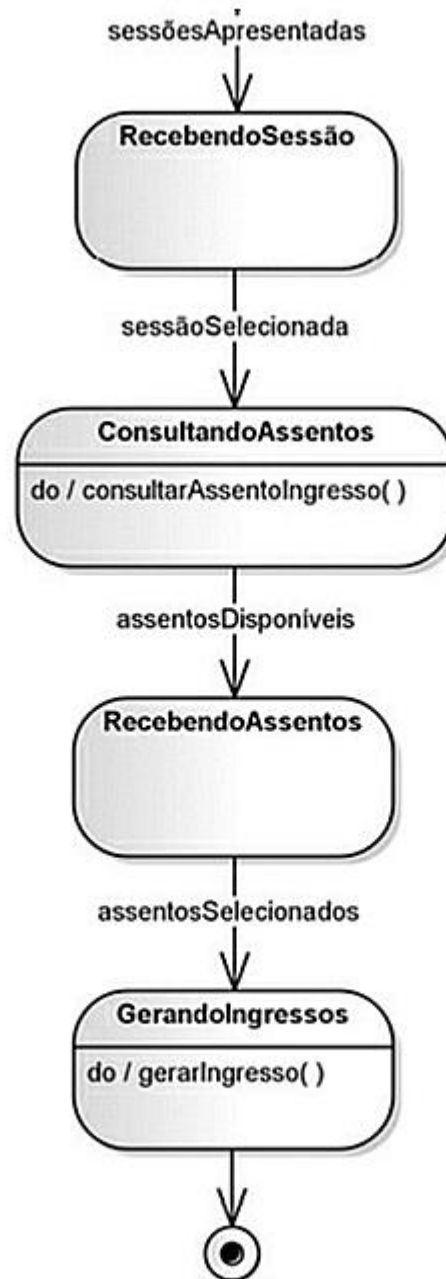 sessõesApresentadas
RecebendoSessão
sessãoSelecionada
ConsultandoAssentos
do / consultarAssentoIngresso( )
assentosDisponíveis
RecebendoAssentos
assentosSelecionados
GerandoIngressos
do / gerarIngresso( )